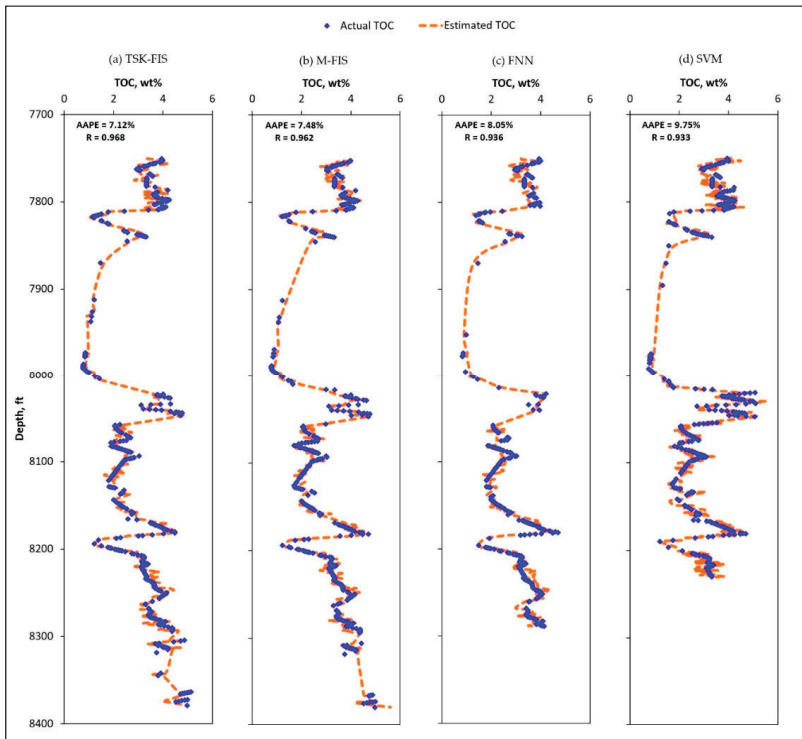 Actual TOC
Estimated TOC
(a) TSK-FIS
(b) M-FIS
(c) FNN
(d) SVM
TOC, wt%
TOC, wt%
TOC, wt%
TOC, wt%
0 2 4 6
0 2 4 6
0 2 4 6
0 2 4 6
AAPE = 7.12%
R = 0.968
AAPE = 7.48%
R = 0.962
AAPE = 8.05%
R = 0.936
AAPE = 9.75%
R = 0.933
Depth, ft
7700
7800
7900
8000
8100
8200
8300
8400